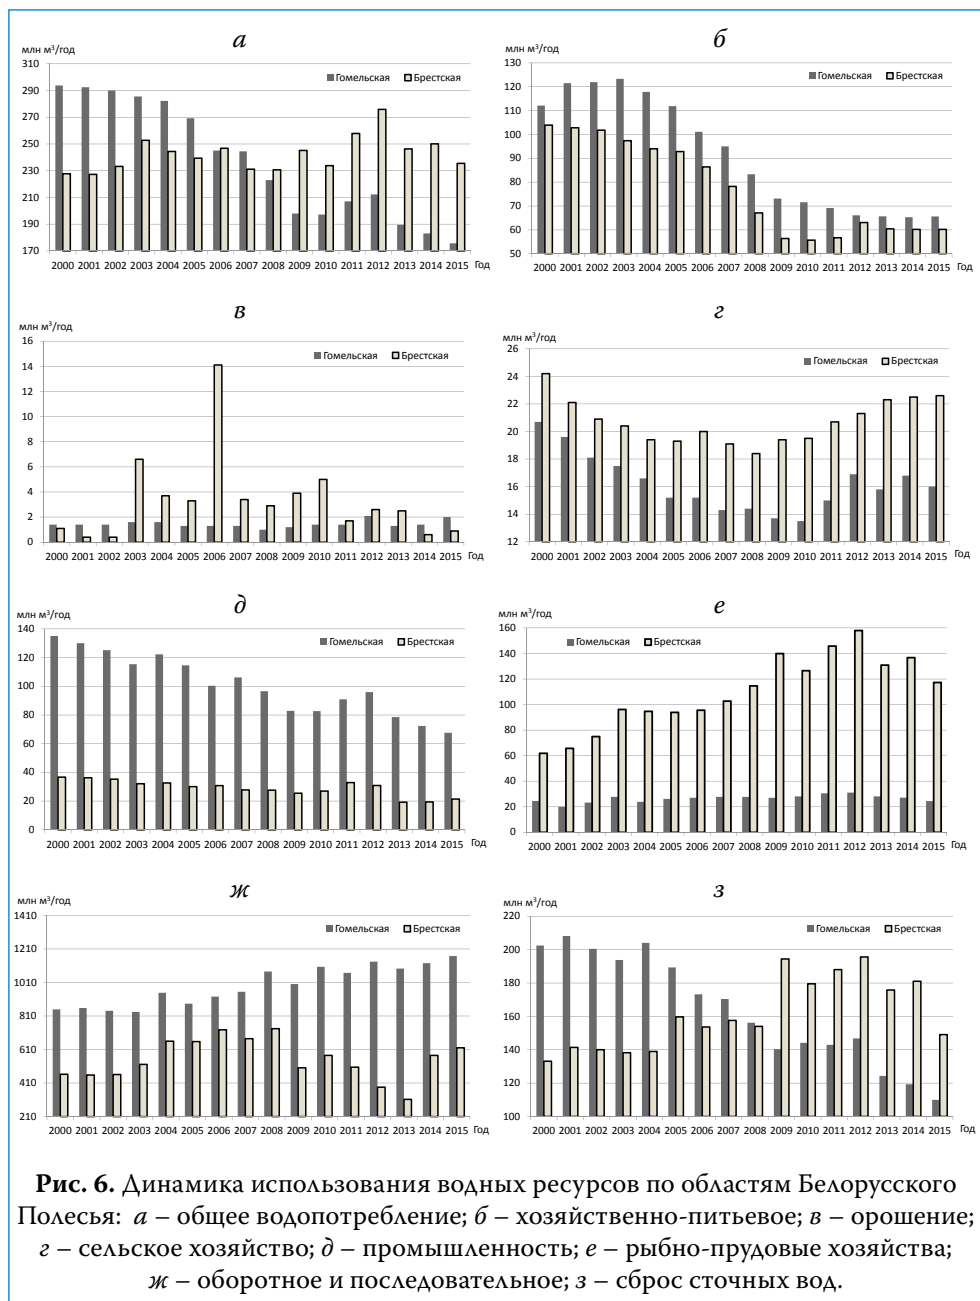 а
млн м³/год
Гомельская Брестская
310
290
270
250
230
210
190
170
2000 2001 2002 2003 2004 2005 2006 2007 2008 2009 2010 2011 2012 2013 2014 2015 Год
б
млн м³/год
Гомельская Брестская
130
120
110
100
90
80
70
60
50
2000 2001 2002 2003 2004 2005 2006 2007 2008 2009 2010 2011 2012 2013 2014 2015 Год
в
млн м³/год
Гомельская Брестская
16
14
12
10
8
6
4
2
0
2000 2001 2002 2003 2004 2005 2006 2007 2008 2009 2010 2011 2012 2013 2014 2015 Год
г
млн м³/год
Гомельская Брестская
26
24
22
20
18
16
14
12
2000 2001 2002 2003 2004 2005 2006 2007 2008 2009 2010 2011 2012 2013 2014 2015 Год
д
млн м³/год
Гомельская Брестская
140
120
100
80
60
40
20
0
2000 2001 2002 2003 2004 2005 2006 2007 2008 2009 2010 2011 2012 2013 2014 2015 Год
е
млн м³/год
Гомельская Брестская
160
140
120
100
80
60
40
20
0
2000 2001 2002 2003 2004 2005 2006 2007 2008 2009 2010 2011 2012 2013 2014 2015 Год
ж
млн м³/год
Гомельская Брестская
1410
1210
1010
810
610
410
210
2000 2001 2002 2003 2004 2005 2006 2007 2008 2009 2010 2011 2012 2013 2014 2015 Год
з
млн м³/год
Гомельская Брестская
220
200
180
160
140
120
100
2000 2001 2002 2003 2004 2005 2006 2007 2008 2009 2010 2011 2012 2013 2014 2015 Год
Рис. 6. Динамика использования водных ресурсов по областям Белорусского
Полесья: а – общее водопотребление; б – хозяйственно-питьевое; в – орошение;
г – сельское хозяйство; д – промышленность; е – рыбно-прудовые хозяйства;
ж – оборотное и последовательное; з – сброс сточных вод.